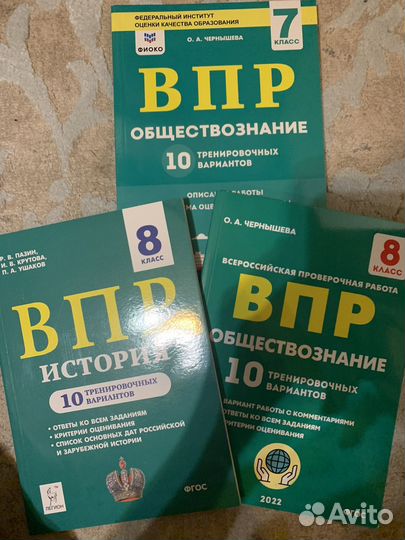 ФЕДЕРАЛЬНЫЙ ИНСТИТУТ
ОЦЕНКИ КАЧЕСТВА ОБРАЗОВАНИЯ
ФИОКО
О. А. ЧЕРНЫШЕВА
7
КЛАСС
ВПР
ОБЩЕСТВОЗНАНИЕ
10 ТРЕНИРОВОЧНЫХ
ВАРИАНТОВ
РАБОТЫ
Р. В. ПАЗИН,
И. В. КРУТОВА,
П. А. УШАКОВ
8
КЛАСС
ВПР
ИСТОРИЯ
10 ТРЕНИРОВОЧНЫХ
ВАРИАНТОВ
• ОТВЕТЫ КО ВСЕМ ЗАДАНИЯМ
• КРИТЕРИИ ОЦЕНИВАНИЯ
• СПИСОК ОСНОВНЫХ ДАТ РОССИЙСКОЙ
И ЗАРУБЕЖНОЙ ИСТОРИИ
ЛЕГИОН
ФГОС
О. А. ЧЕРНЫШЕВА
8
КЛАСС
ВСЕРОССИЙСКАЯ ПРОВЕРОЧНАЯ РАБОТА
ВПР
ОБЩЕСТВОЗНАНИЕ
10 ТРЕНИРОВОЧНЫХ
ВАРИАНТОВ
ВАРИАНТ РАБОТЫ С КОММЕНТАРИЯМИ
ОТВЕТЫ КО ВСЕМ ЗАДАНИЯМ
КРИТЕРИИ ОЦЕНИВАНИЯ
2022
ФГОС
Avito